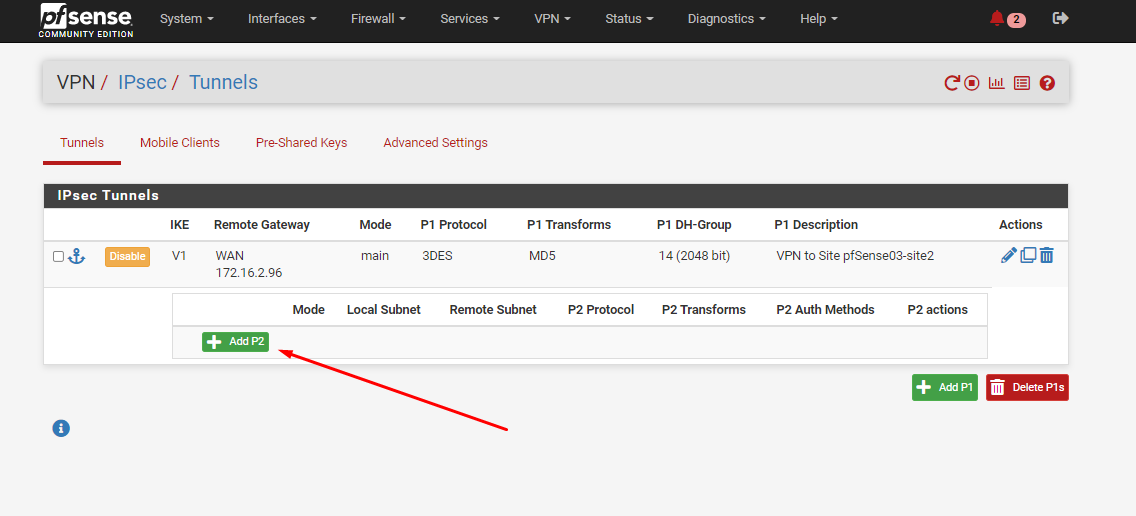 pfsense
COMMUNITY EDITION
System Interfaces Firewall Services VPN Status Diagnostics Help 2
VPN / IPsec / Tunnels
Tunnels Mobile Clients Pre-Shared Keys Advanced Settings
IPsec Tunnels
IKE Remote Gateway Mode P1 Protocol P1 Transforms P1 DH-Group P1 Description Actions
Disable V1 WAN main 3DES MD5 14 (2048 bit) VPN to Site pfSense03-site2
172.16.2.96
Mode Local Subnet Remote Subnet P2 Protocol P2 Transforms P2 Auth Methods P2 actions
Add P2
Add P1 Delete P1s